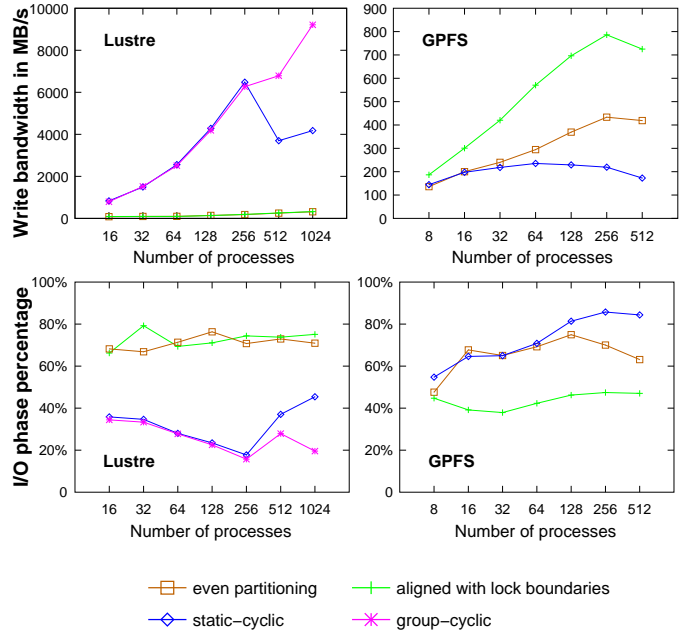 Write bandwidth in MB/s
10000
8000
6000
4000
2000
0
Lustre
16 32 64 128 256 512 1024
Number of processes
900
800
700
600
500
400
300
200
100
0
GPFS
8 16 32 64 128 256 512
Number of processes
I/O phase percentage
100%
80%
60%
40%
20%
0
Lustre
16 32 64 128 256 512 1024
Number of processes
100%
80%
60%
40%
20%
0
GPFS
8 16 32 64 128 256 512
Number of processes
even partitioning
aligned with lock boundaries
static-cyclic
group-cyclic